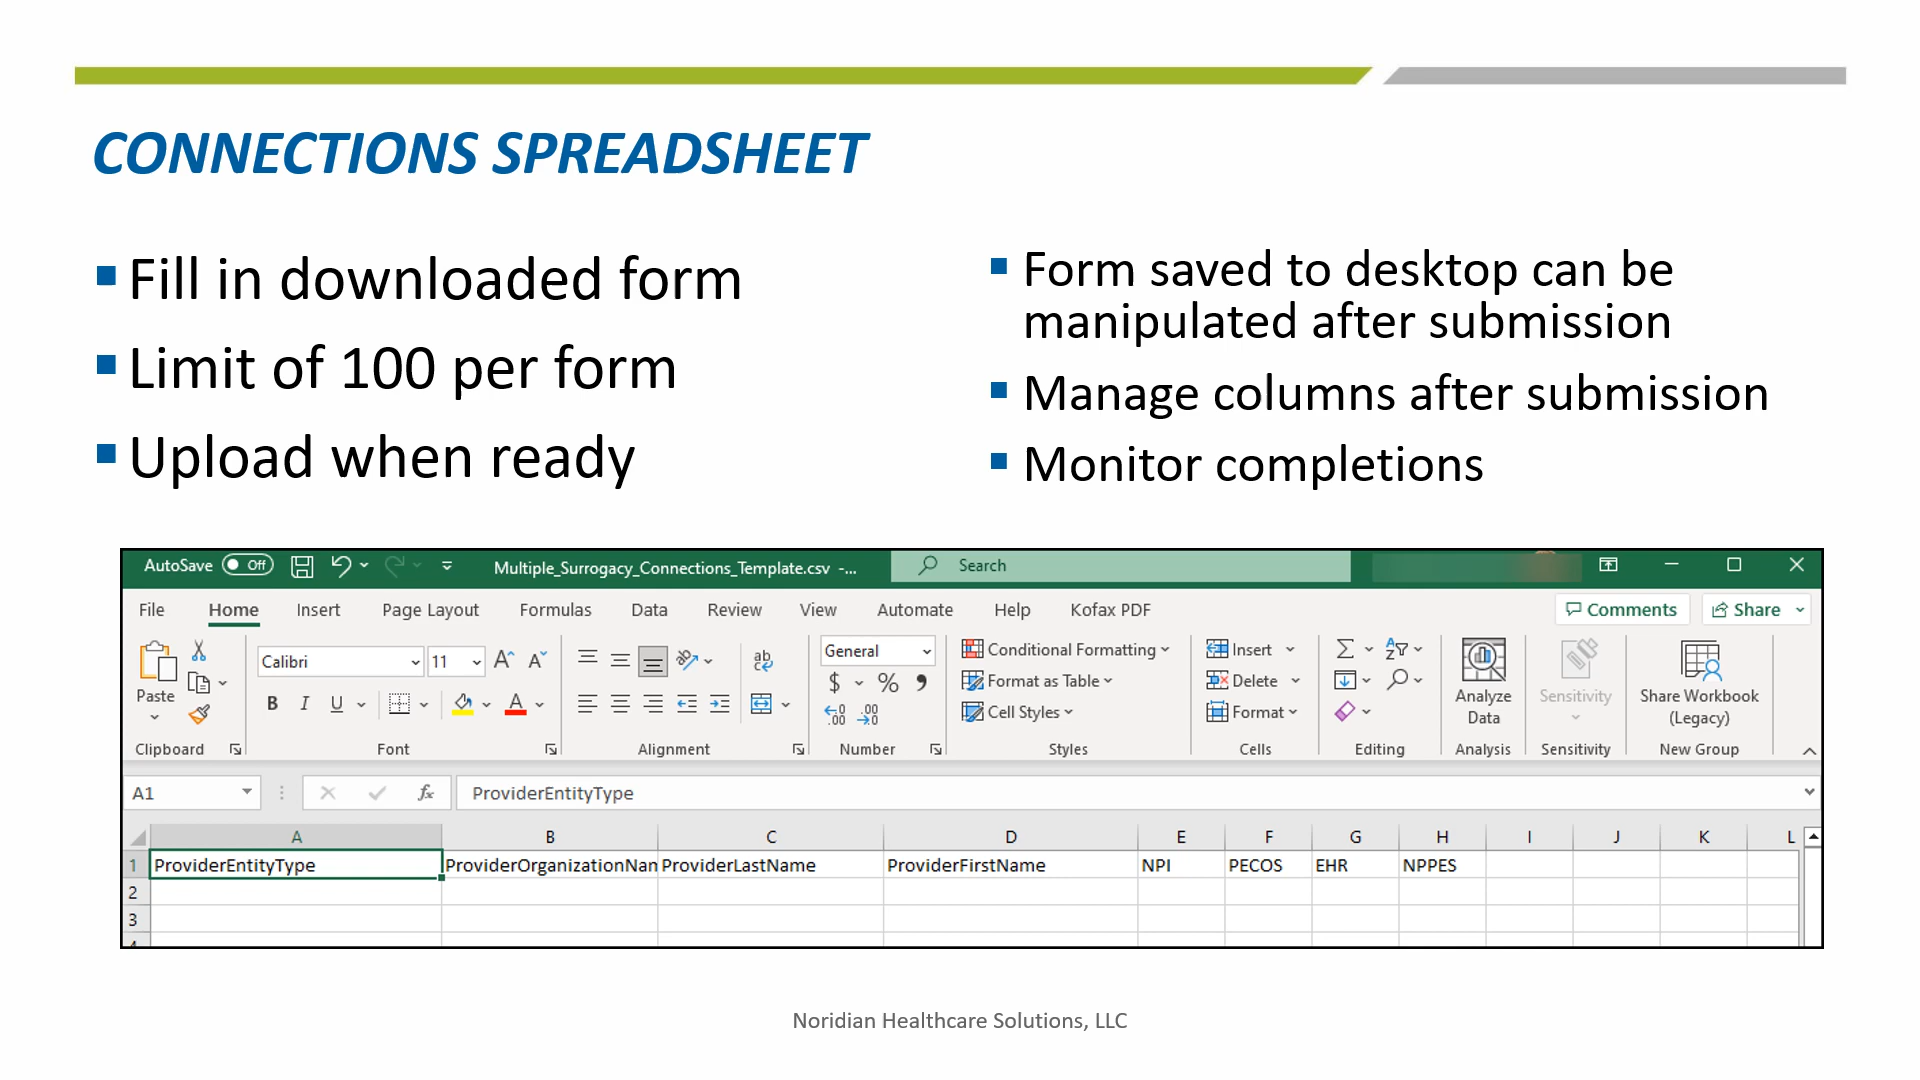 CONNECTIONS SPREADSHEET
Fill in downloaded form
Limit of 100 per form
Upload when ready
Form saved to desktop can be
manipulated after submission
Manage columns after submission
Monitor completions
AutoSave Off Multiple_Surrogacy_Connections_Template.csv -... Search
File Home Insert Page Layout Formulas Data Review View Automate Help Kofax PDF Comments Share
Paste
Calibri 11
B I U
ab
General
$ % ,
Conditional Formatting
Format as Table
Cell Styles
Insert
Delete
Format
Analyze
Data
Sensitivity
Share Workbook
(Legacy)
Clipboard Font Alignment Number Styles Cells Editing Analysis Sensitivity New Group
A1 fx ProviderEntityType
A B C D E F G H I J K L
1 ProviderEntityType ProviderOrganizationNan ProviderLastName ProviderFirstName NPI PECOS EHR NPPES
2
3
Noridian Healthcare Solutions, LLC